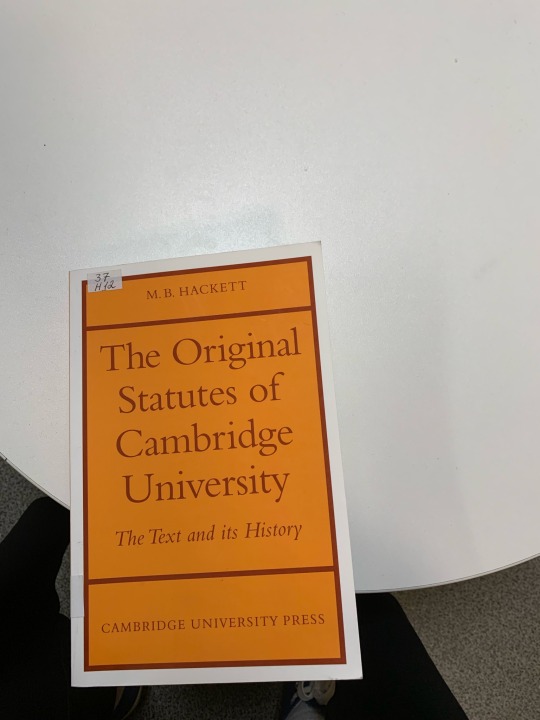 37
H12
M. B. HACKETT
The Original
Statutes of
Cambridge
University
The Text and its History
CAMBRIDGE UNIVERSITY PRESS